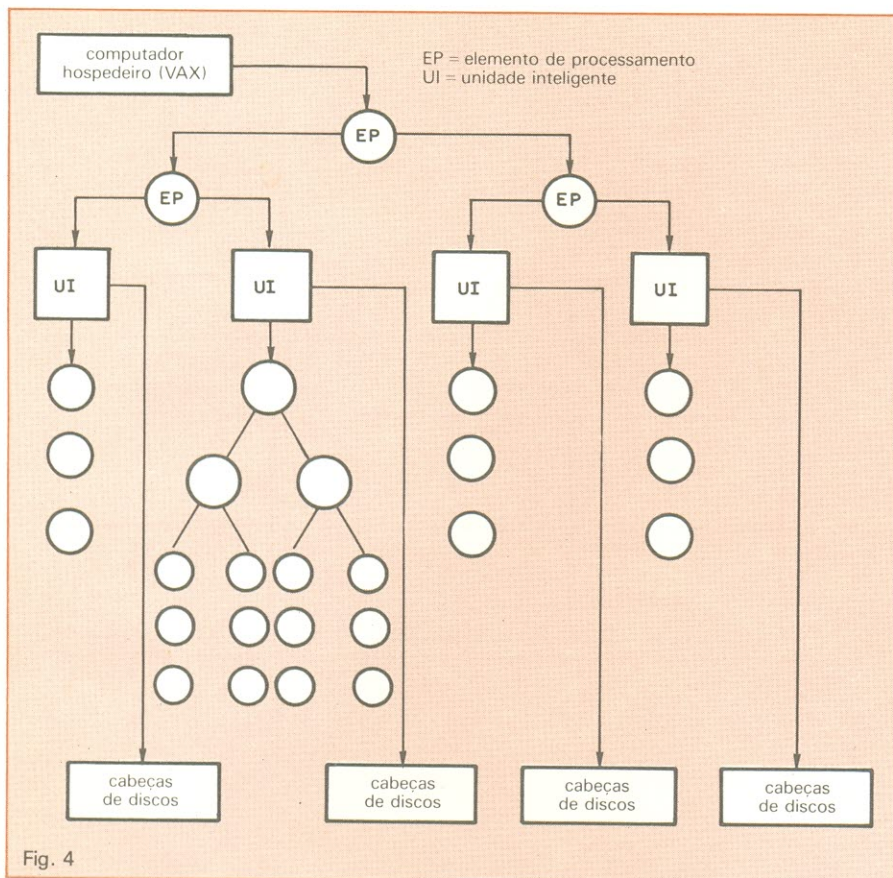 computador
hospedeiro (VAX)
EP = elemento de processamento
UI = unidade inteligente
EP
EP
EP
UI
UI
UI
UI
cabeças
de discos
cabeças
de discos
cabeças
de discos
cabeças
de discos
Fig. 4